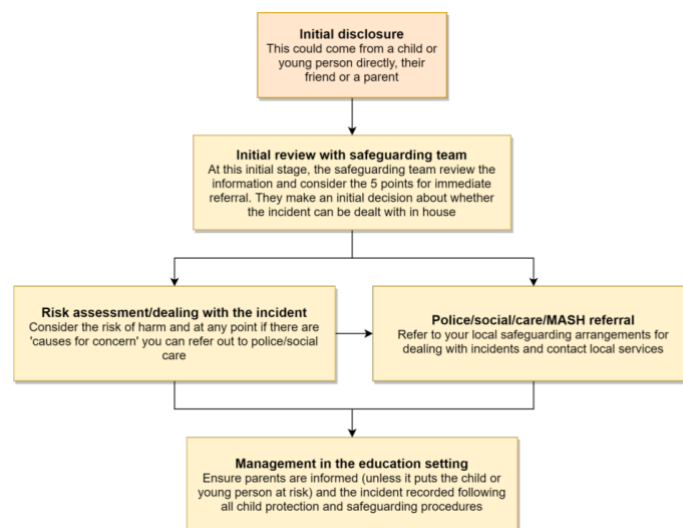 Initial disclosure
This could come from a child or
young person directly, their
friend or a parent
Initial review with safeguarding team
At this initial stage, the safeguarding team review the
information and consider the 5 points for immediate
referral. They make an initial decision about whether
the incident can be dealt with in house
Risk assessment/dealing with the incident
Consider the risk of harm and at any point if there are
'causes for concern' you can refer out to police/social
care
Police/social/care/MASH referral
Refer to your local safeguarding arrangements for
dealing with incidents and contact local services
Management in the education setting
Ensure parents are informed (unless it puts the child or
young person at risk) and the incident recorded following
all child protection and safeguarding procedures